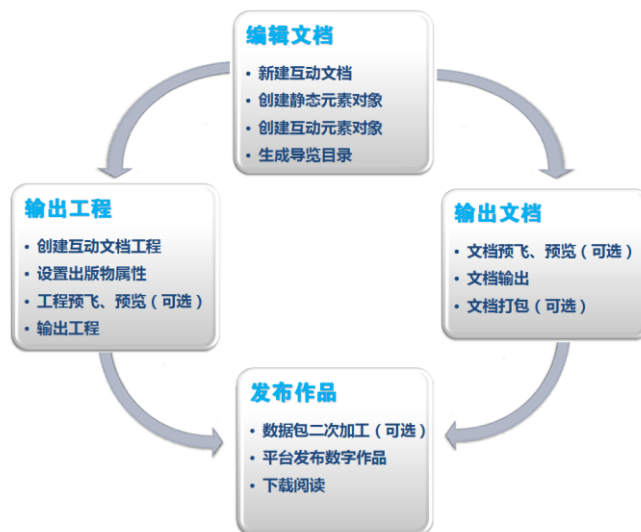 编辑文档
• 新建互动文档
• 创建静态元素对象
• 创建互动元素对象
• 生成导览目录
输出工程
• 创建互动文档工程
• 设置出版物属性
• 工程预飞、预览（可选）
• 输出工程
输出文档
• 文档预飞、预览（可选）
• 文档输出
• 文档打包（可选）
发布作品
• 数据包二次加工（可选）
• 平台发布数字作品
• 下载阅读